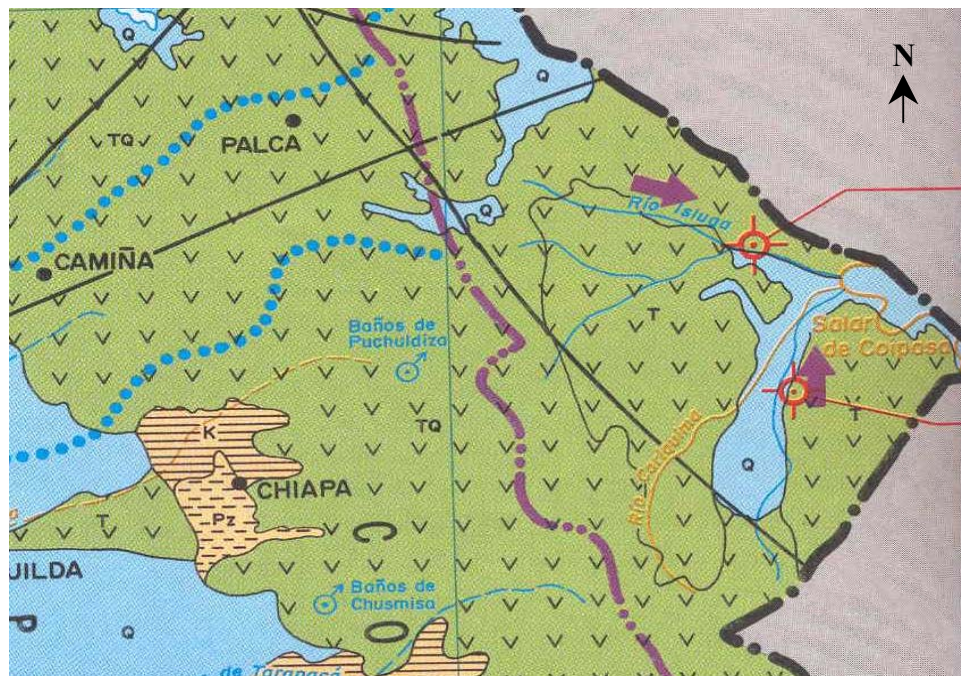 Q
N
Q
TQ
PALCA
Q
Río Isluga
CAMIÑA
T
Salar
de Coipasa
Baños de
Puchuldiza
TQ
T
K
Río Cariquima
Q
CHIAPA
Pz
T
C
UILDA
Baños de
Chusmisa
P
Q
O
de Tarapacá